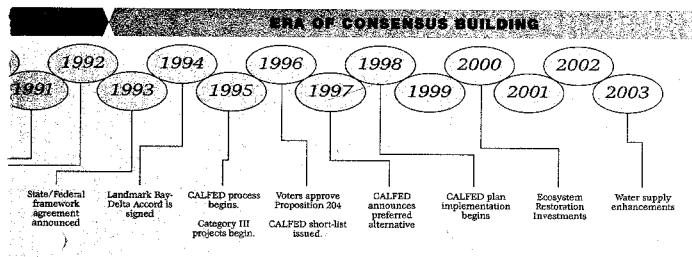 ERA OF CONSENSUS BUILDING
1991
1992
1993
1994
1995
1996
1997
1998
1999
2000
2001
2002
2003
State/Federal
framework
agreement
announced
Landmark Bay-
Delta Accord is
signed
CALFED process
begins.
Category III
projects begin.
Voters approve
Proposition 204
CALFED short-list
issued.
CALFED
announces
preferred
alternative
CALFED plan
implementation
begins
Ecosystem
Restoration
Investments
Water supply
enhancements